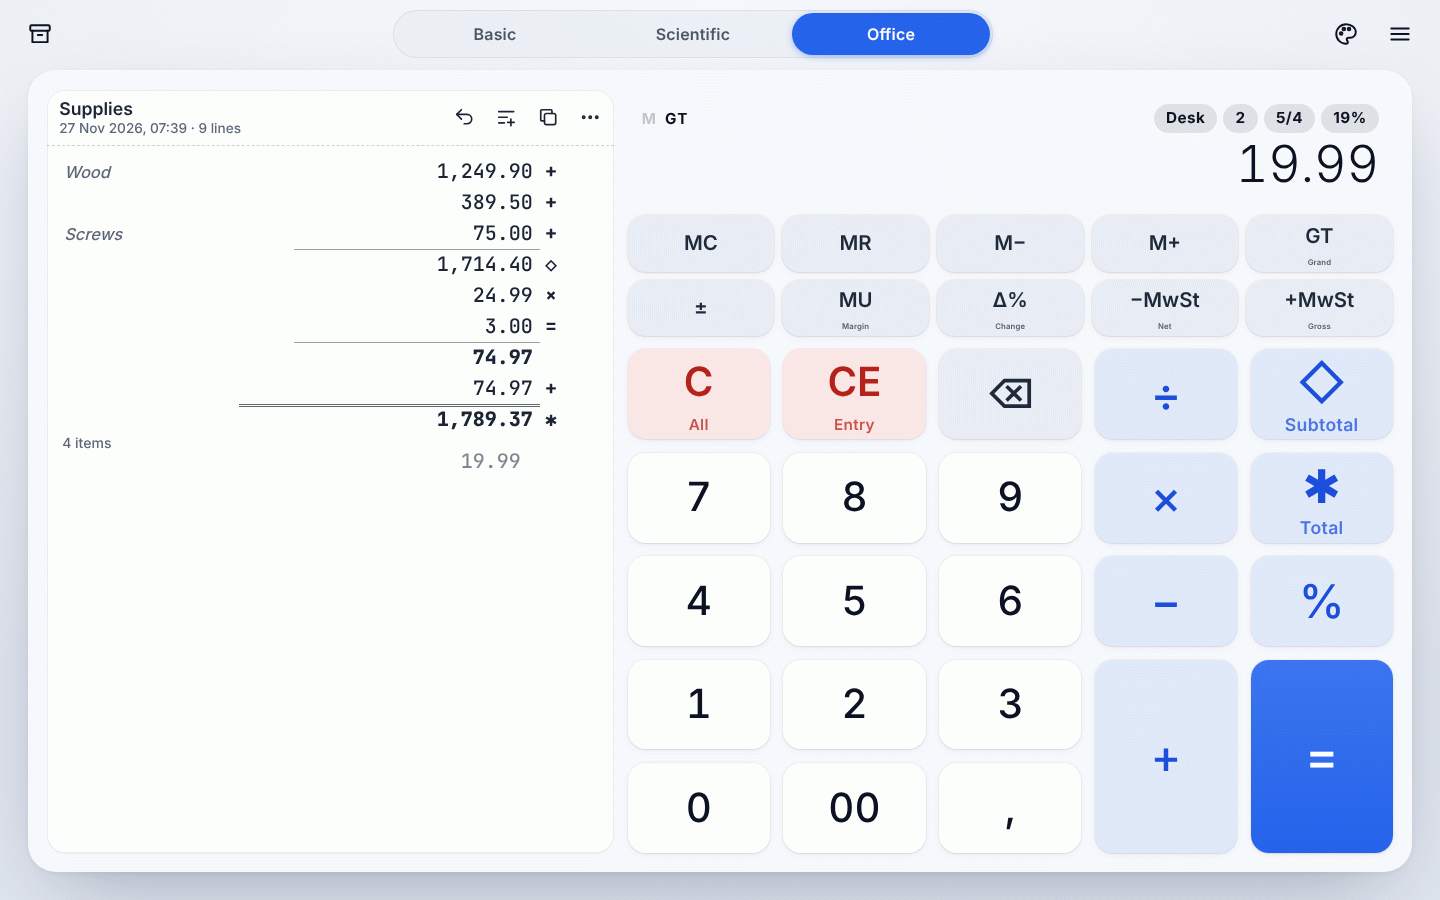 Basic Scientific Office
Supplies
27 Nov 2026, 07:39 · 9 lines
Wood 1,249.90 +
389.50 +
Screws 75.00 +
1,714.40 ◇
24.99 ×
3.00 =
74.97
74.97 +
1,789.37 ∗
4 items
19.99
M GT
Desk 2 5/4 19%
19.99
MC MR M− M+ GT
Grand
± MU Δ% −MwSt +MwSt
Margin Change Net Gross
C CE ÷ ◇
All Entry Subtotal
7 8 9 × ∗
Total
4 5 6 − %
1 2 3 + =
0 00 ,